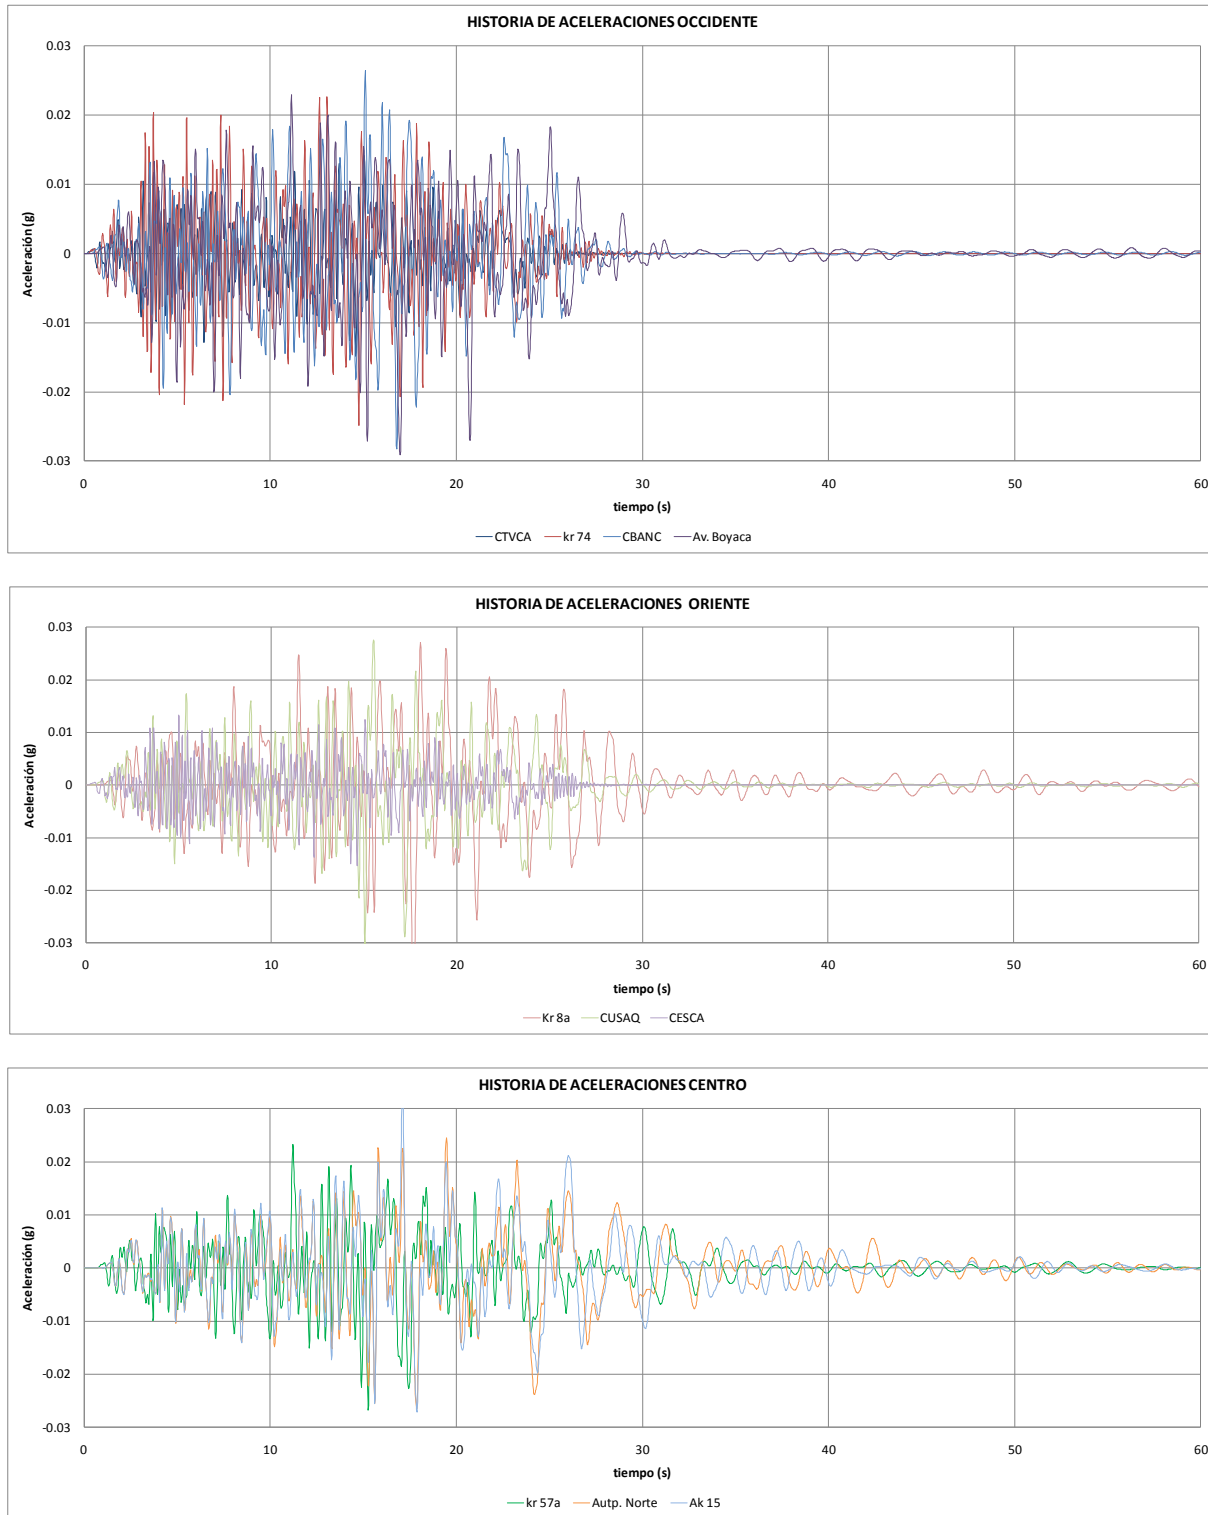 HISTORIA DE ACELERACIONES OCCIDENTE
0.03
0.02
0.01
0
-0.01
-0.02
-0.03
Aceleración (g)
0 10 20 30 40 50 60
tiempo (s)
CTVCA kr 74 CBANC Av. Boyaca
HISTORIA DE ACELERACIONES ORIENTE
0.03
0.02
0.01
0
-0.01
-0.02
-0.03
Aceleración (g)
0 10 20 30 40 50 60
tiempo (s)
Kr 8a CUSAQ CESCA
HISTORIA DE ACELERACIONES CENTRO
0.03
0.02
0.01
0
-0.01
-0.02
-0.03
Aceleración (g)
0 10 20 30 40 50 60
tiempo (s)
kr 57a Autp. Norte Ak 15